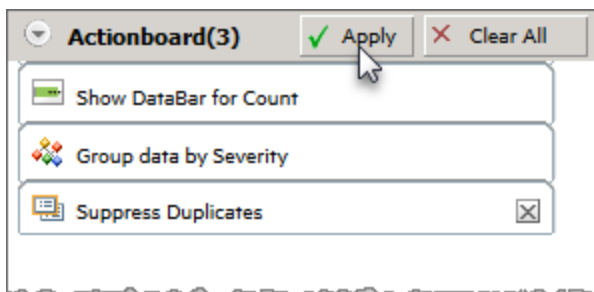 Actionboard(3) Apply Clear All
Show DataBar for Count
Group data by Severity
Suppress Duplicates